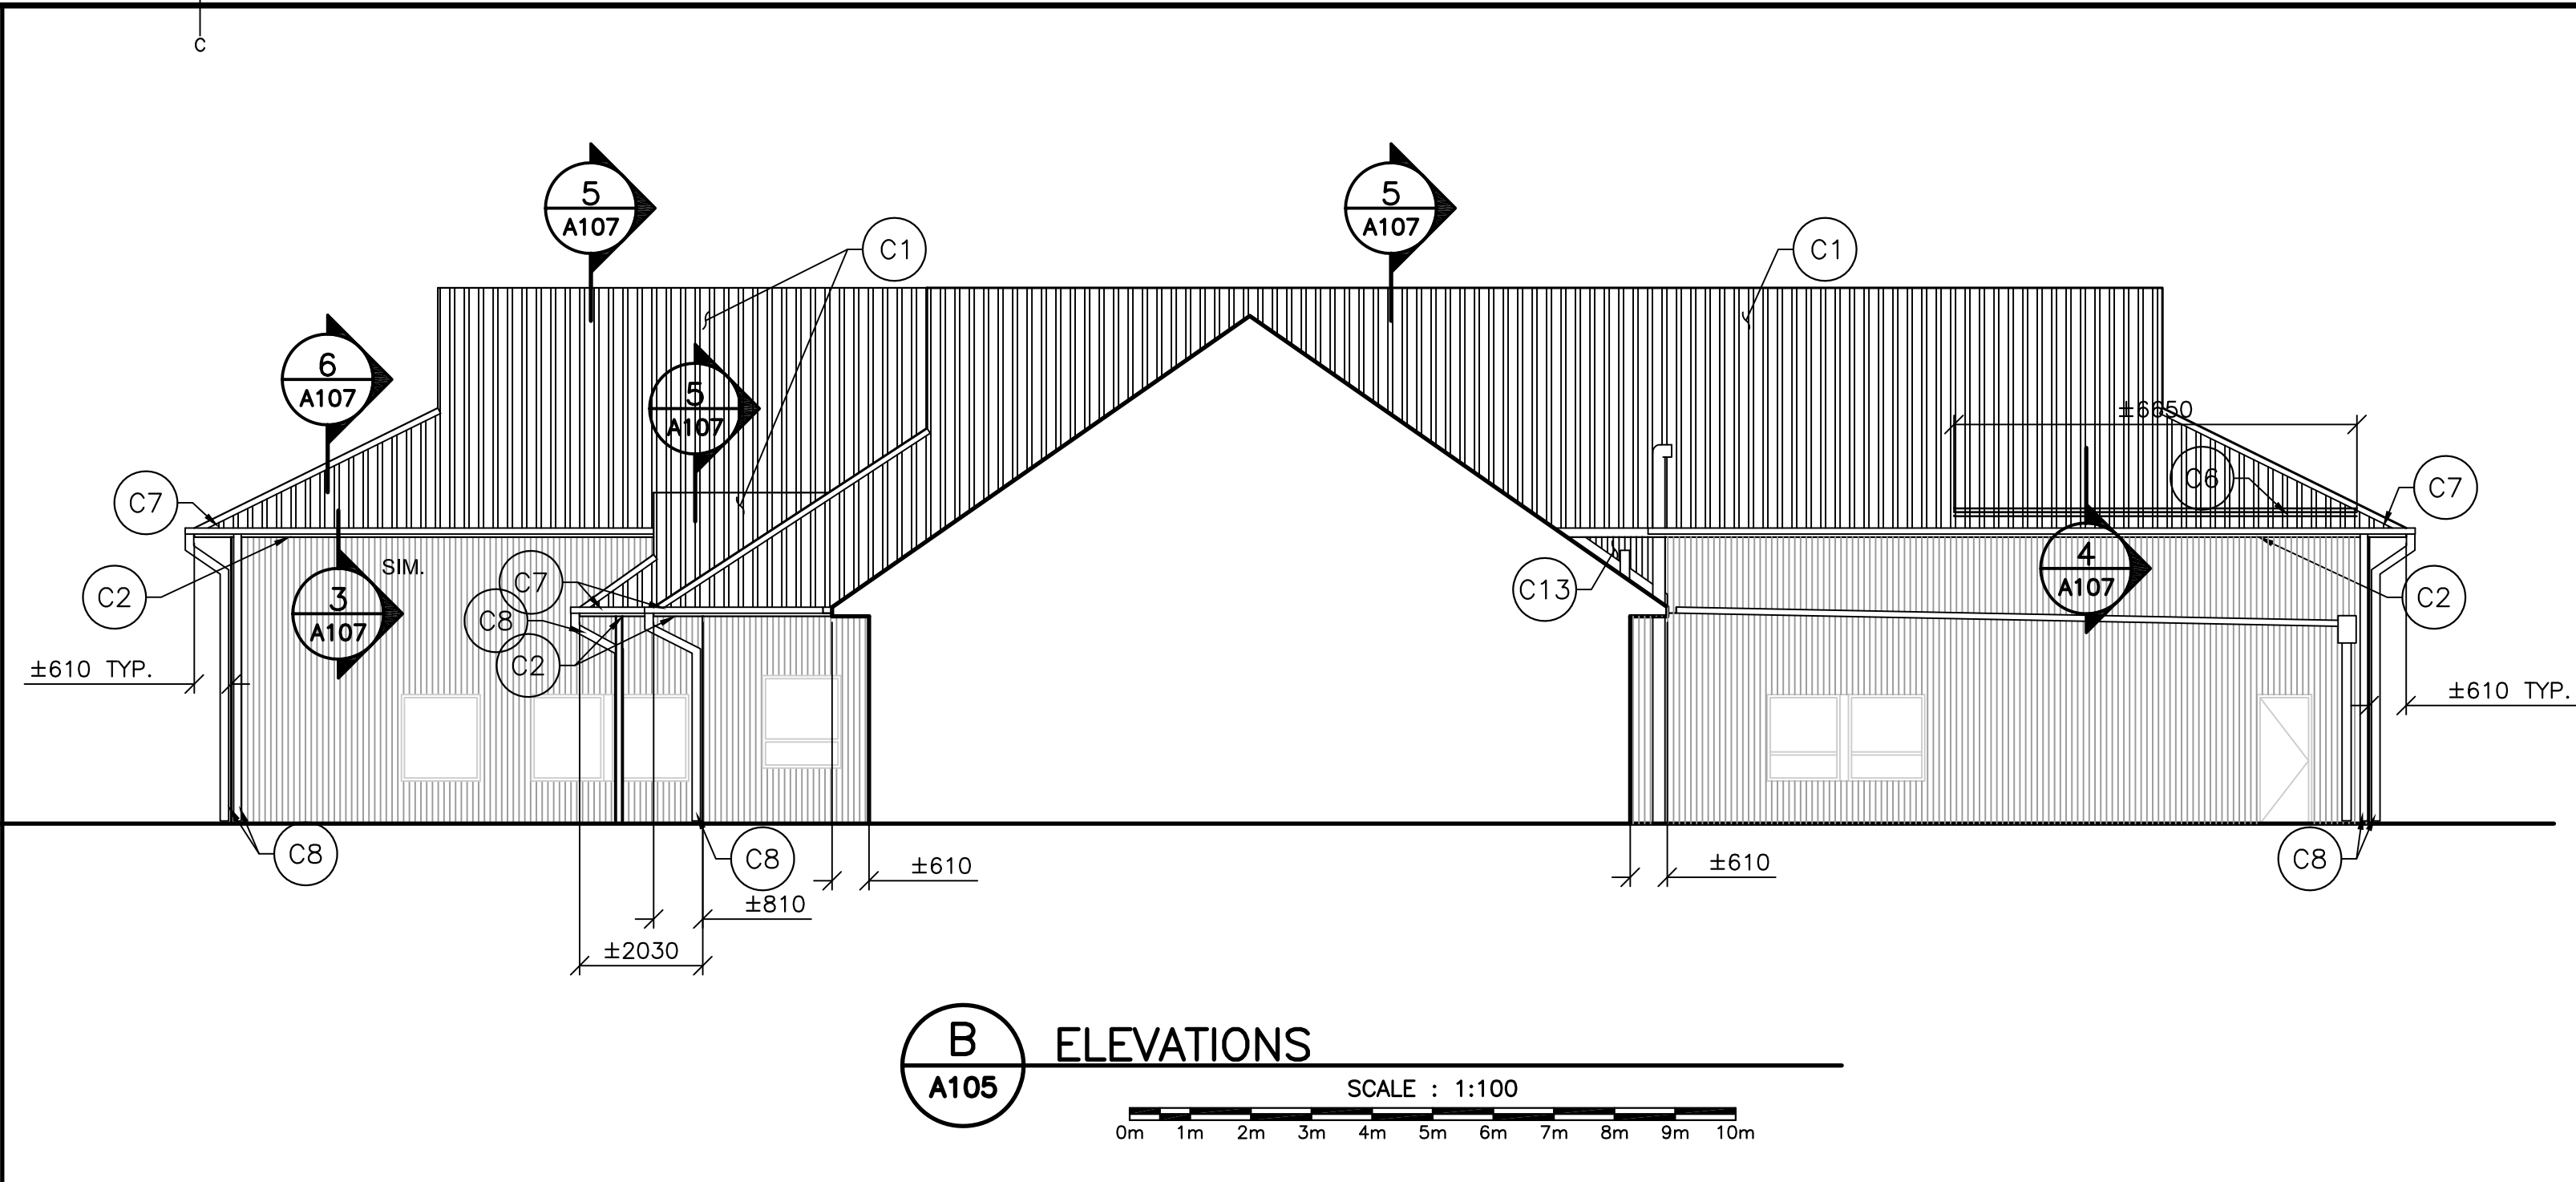 C
5
A107
5
A107
C1
C1
6
A107
5
A107
±6650
C7
C6
C7
4
A107
SIM.
C7
C13
C2
3
A107
C8
C2
C2
±610 TYP.
±610 TYP.
C8
C8
±610
±610
C8
±810
±2030
B
A105
ELEVATIONS
SCALE : 1:100
0m 1m 2m 3m 4m 5m 6m 7m 8m 9m 10m